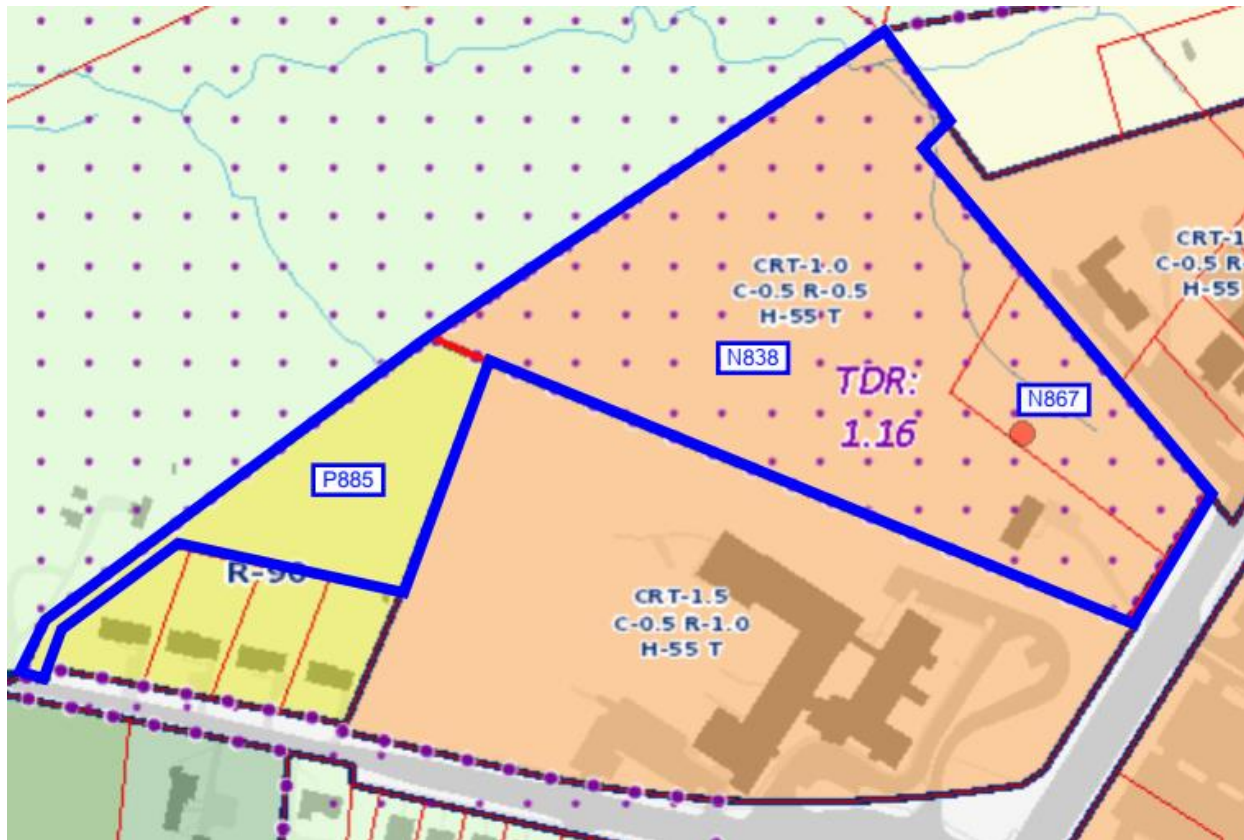 CRT-1.0
C-0.5 R-0.5
H-55 T
CRT-1
C-0.5 R-
H-55
N838
TDR:
1.16
N867
P885
R-90
CRT-1.5
C-0.5 R-1.0
H-55 T